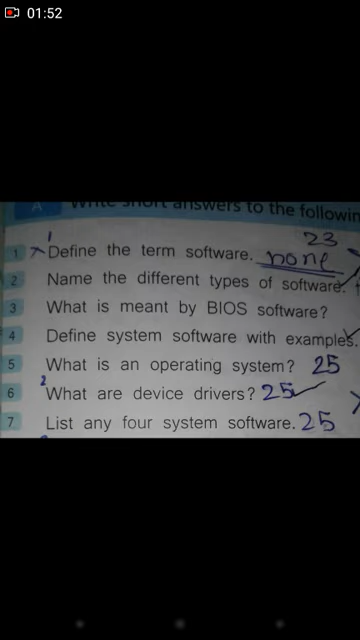 01:52
A Write short answers to the following
1
23
1 × Define the term software. none
2 Name the different types of software.
3 What is meant by BIOS software?
4 Define system software with examples.
5 What is an operating system? 25
2
6 What are device drivers? 25
7 List any four system software. 25